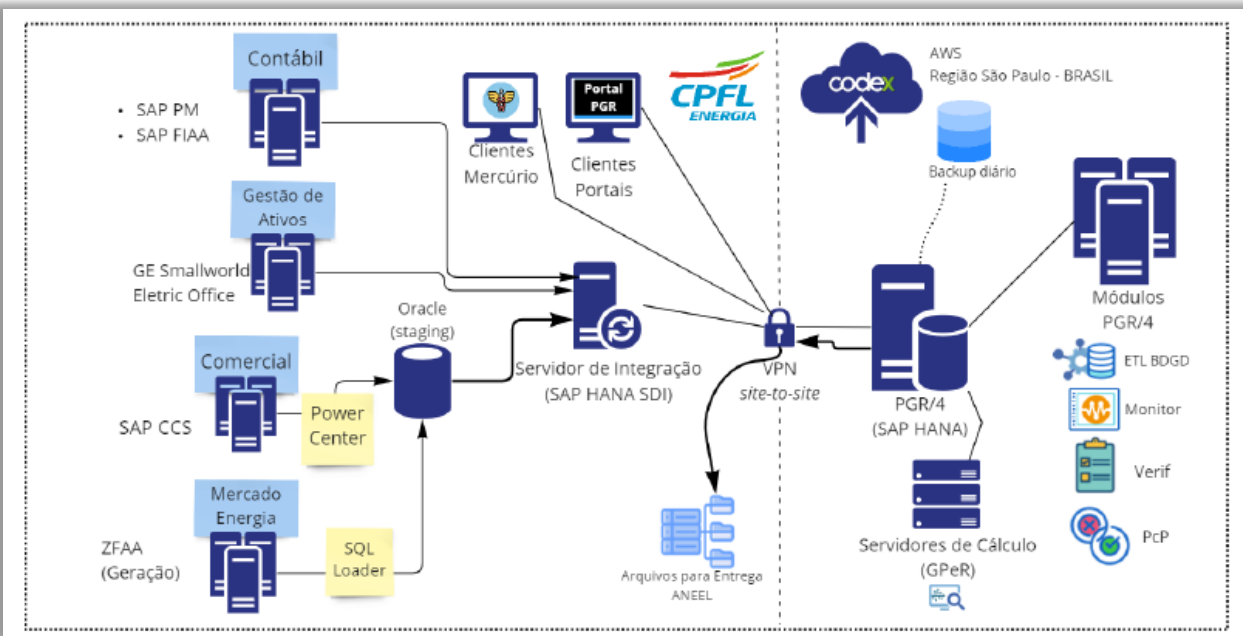 Contábil
• SAP PM
• SAP FIAA
Gestão de
Ativos
GE Smallworld
Eletric Office
Comercial
SAP CCS
Power
Center
Mercado
Energia
ZFAA
(Geração)
SQL
Loader
Oracle
(staging)
Clientes
Mercúrio
Portal
PGR
Clientes
Portais
CPFL
ENERGIA
Servidor de Integração
(SAP HANA SDI)
VPN
site-to-site
Arquivos para Entrega
ANEEL
codex
AWS
Região São Paulo - BRASIL
Backup diário
PGR/4
(SAP HANA)
Servidores de Cálculo
(GPeR)
Módulos
PGR/4
ETL BDGD
Monitor
Verif
PcP